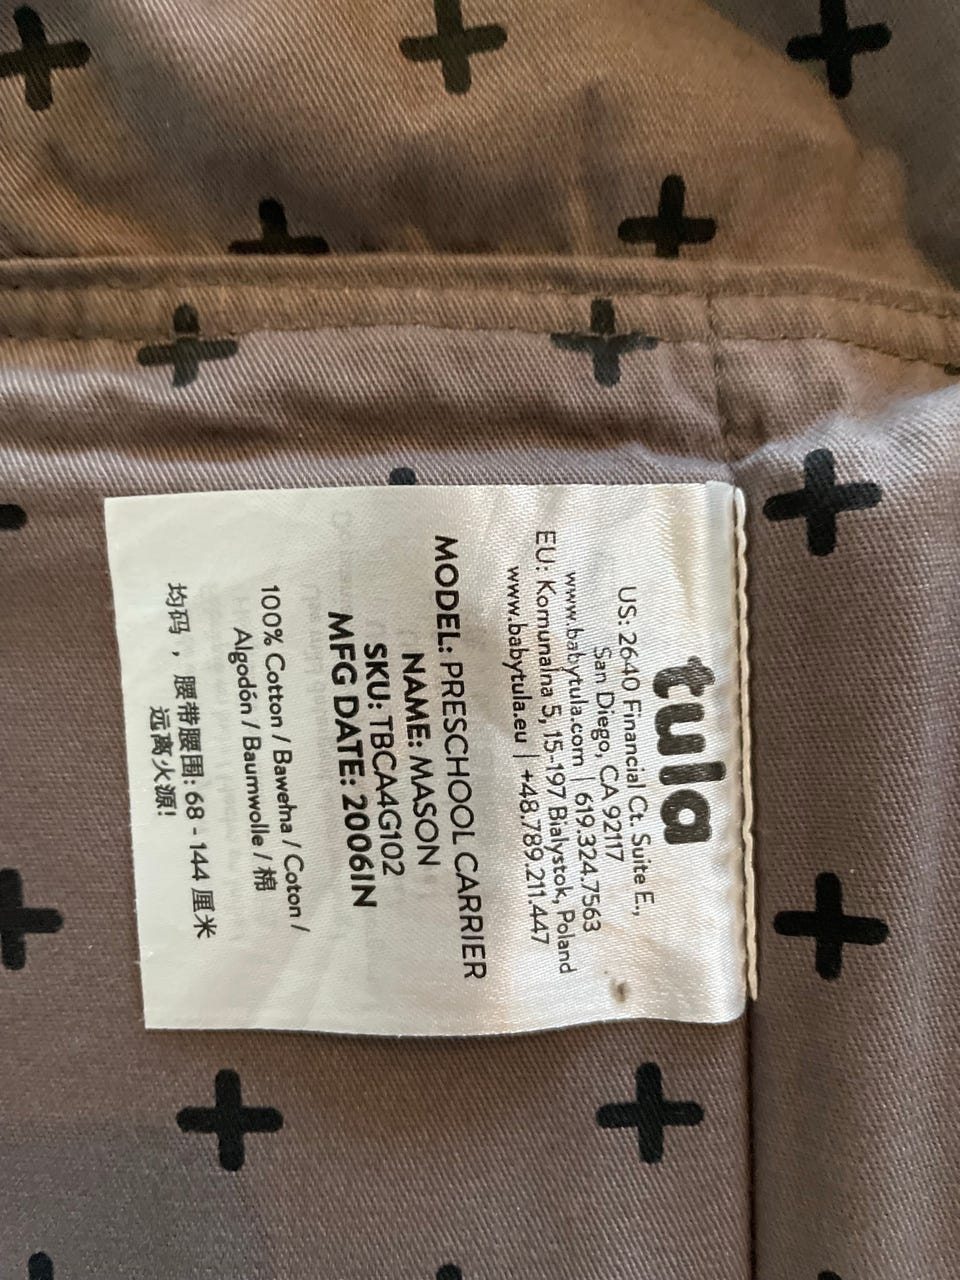 tula
US: 2640 Financial Ct. Suite E.,
San Diego, CA 92117
www.babytula.com | 619.324.7563
EU: Komunalna 5, 15-197 Białystok, Poland
www.babytula.eu | +48.789.211.447
MODEL: PRESCHOOL CARRIER
NAME: MASON
SKU: TBCA4G102
MFG DATE: 2006IN
100% Cotton / Bawełna / Coton /
Algodón / Baumwolle / 棉
均码，腰带腰围: 68 - 144 厘米
远离火源!